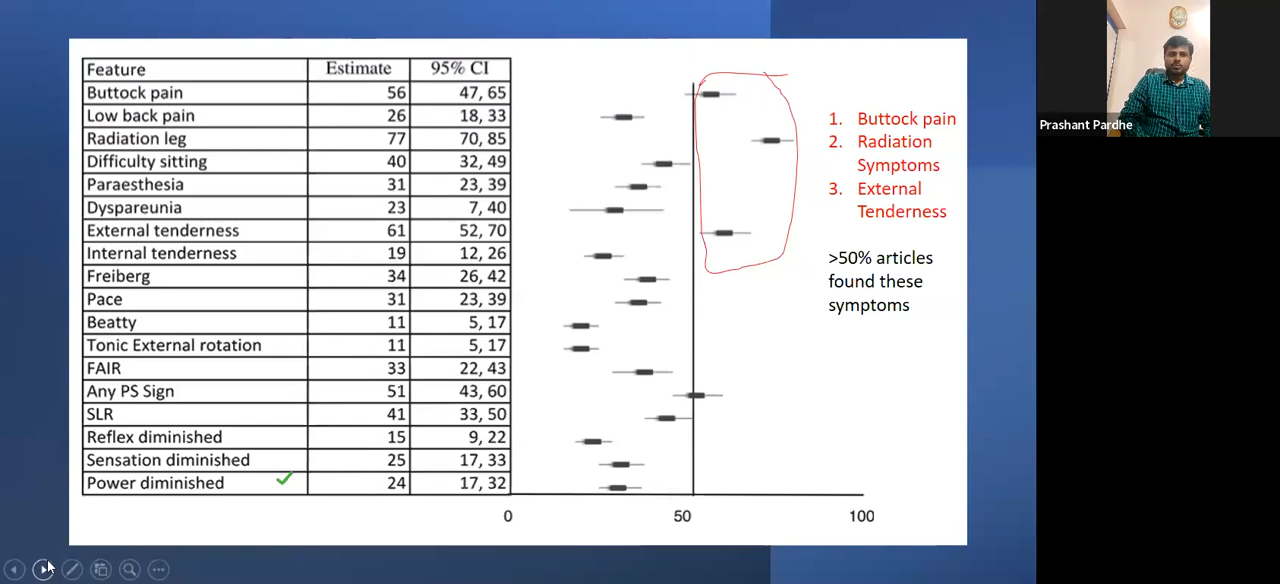 Feature Estimate 95% CI
Buttock pain 56 47, 65
Low back pain 26 18, 33
Radiation leg 77 70, 85
Difficulty sitting 40 32, 49
Paraesthesia 31 23, 39
Dyspareunia 23 7, 40
External tenderness 61 52, 70
Internal tenderness 19 12, 26
Freiberg 34 26, 42
Pace 31 23, 39
Beatty 11 5, 17
Tonic External rotation 11 5, 17
FAIR 33 22, 43
Any PS Sign 51 43, 60
SLR 41 33, 50
Reflex diminished 15 9, 22
Sensation diminished 25 17, 33
Power diminished 24 17, 32
0 50 100
1. Buttock pain
2. Radiation
Symptoms
3. External
Tenderness
>50% articles
found these
symptoms
Prashant Pardhe